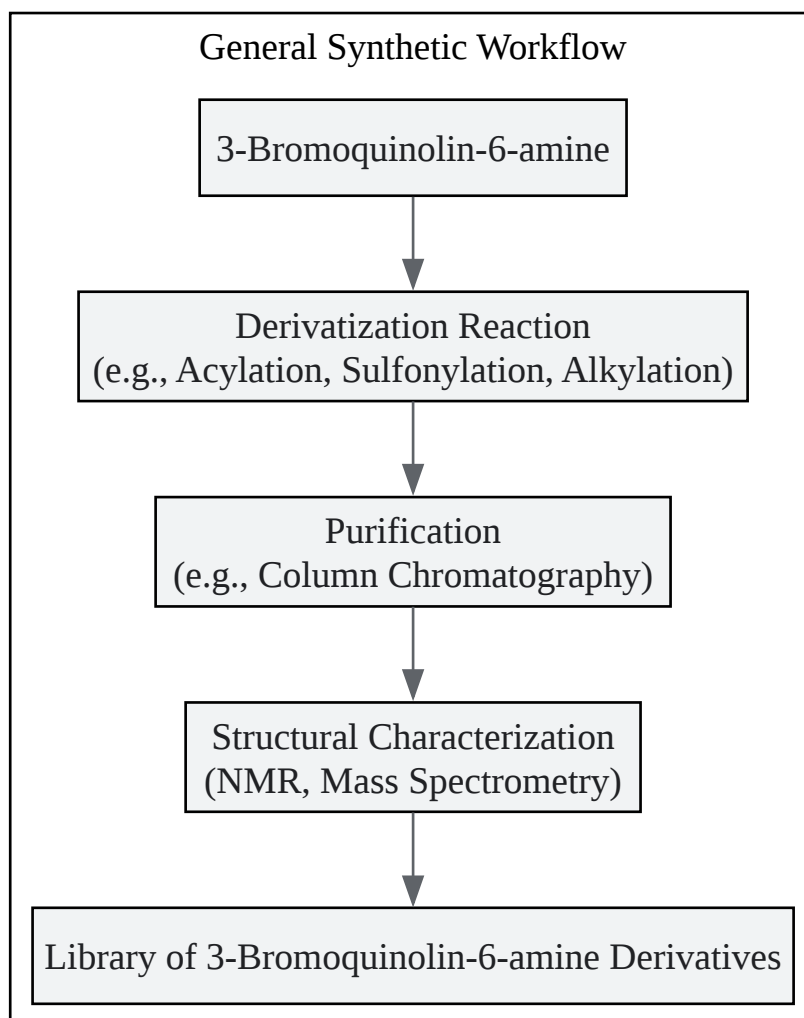 General Synthetic Workflow
3-Bromoquinolin-6-amine
Derivatization Reaction
(e.g., Acylation, Sulfonylation, Alkylation)
Purification
(e.g., Column Chromatography)
Structural Characterization
(NMR, Mass Spectrometry)
Library of 3-Bromoquinolin-6-amine Derivatives